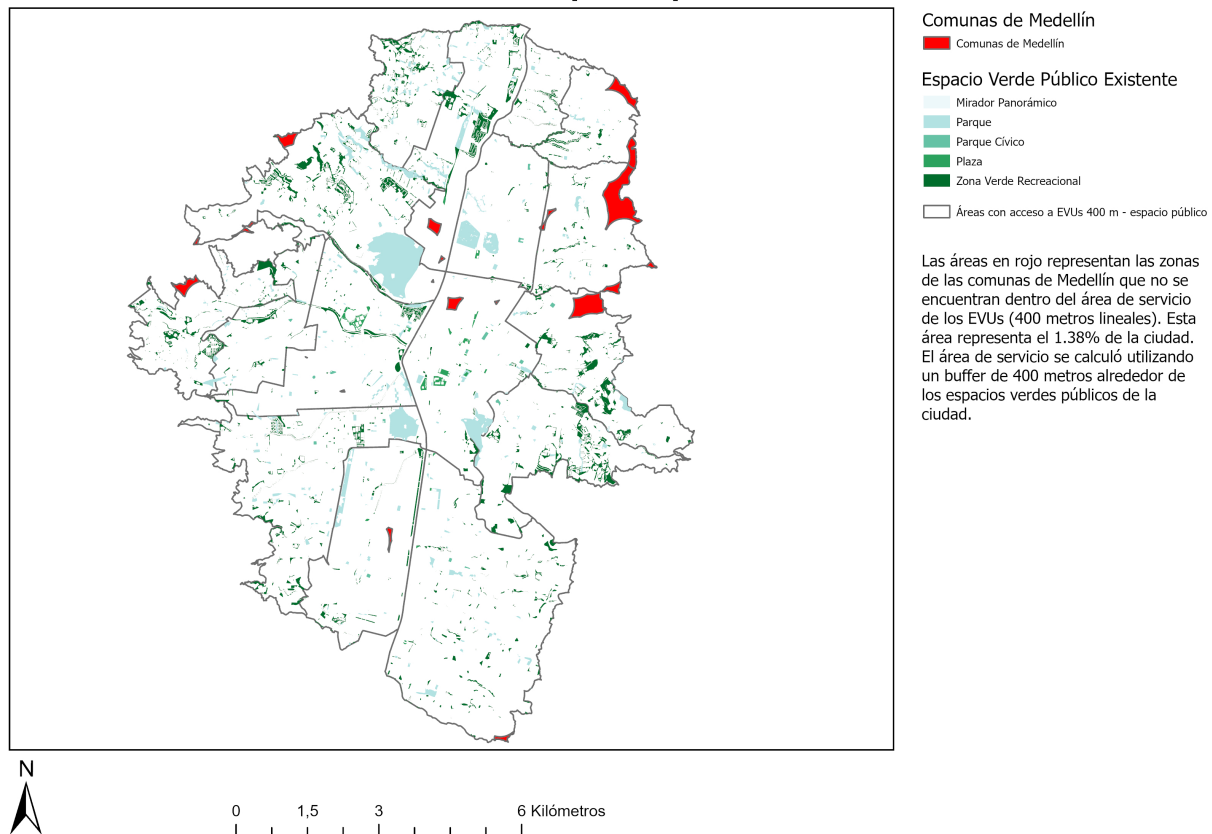 Comunas de Medellín
Comunas de Medellín
Espacio Verde Público Existente
Mirador Panorámico
Parque
Parque Cívico
Plaza
Zona Verde Recreacional
Áreas con acceso a EVUs 400 m - espacio público
Las áreas en rojo representan las zonas
de las comunas de Medellín que no se
encuentran dentro del área de servicio
de los EVUs (400 metros lineales). Esta
área representa el 1.38% de la ciudad.
El área de servicio se calculó utilizando
un buffer de 400 metros alrededor de
los espacios verdes públicos de la
ciudad.
N
0 1,5 3 6 Kilómetros